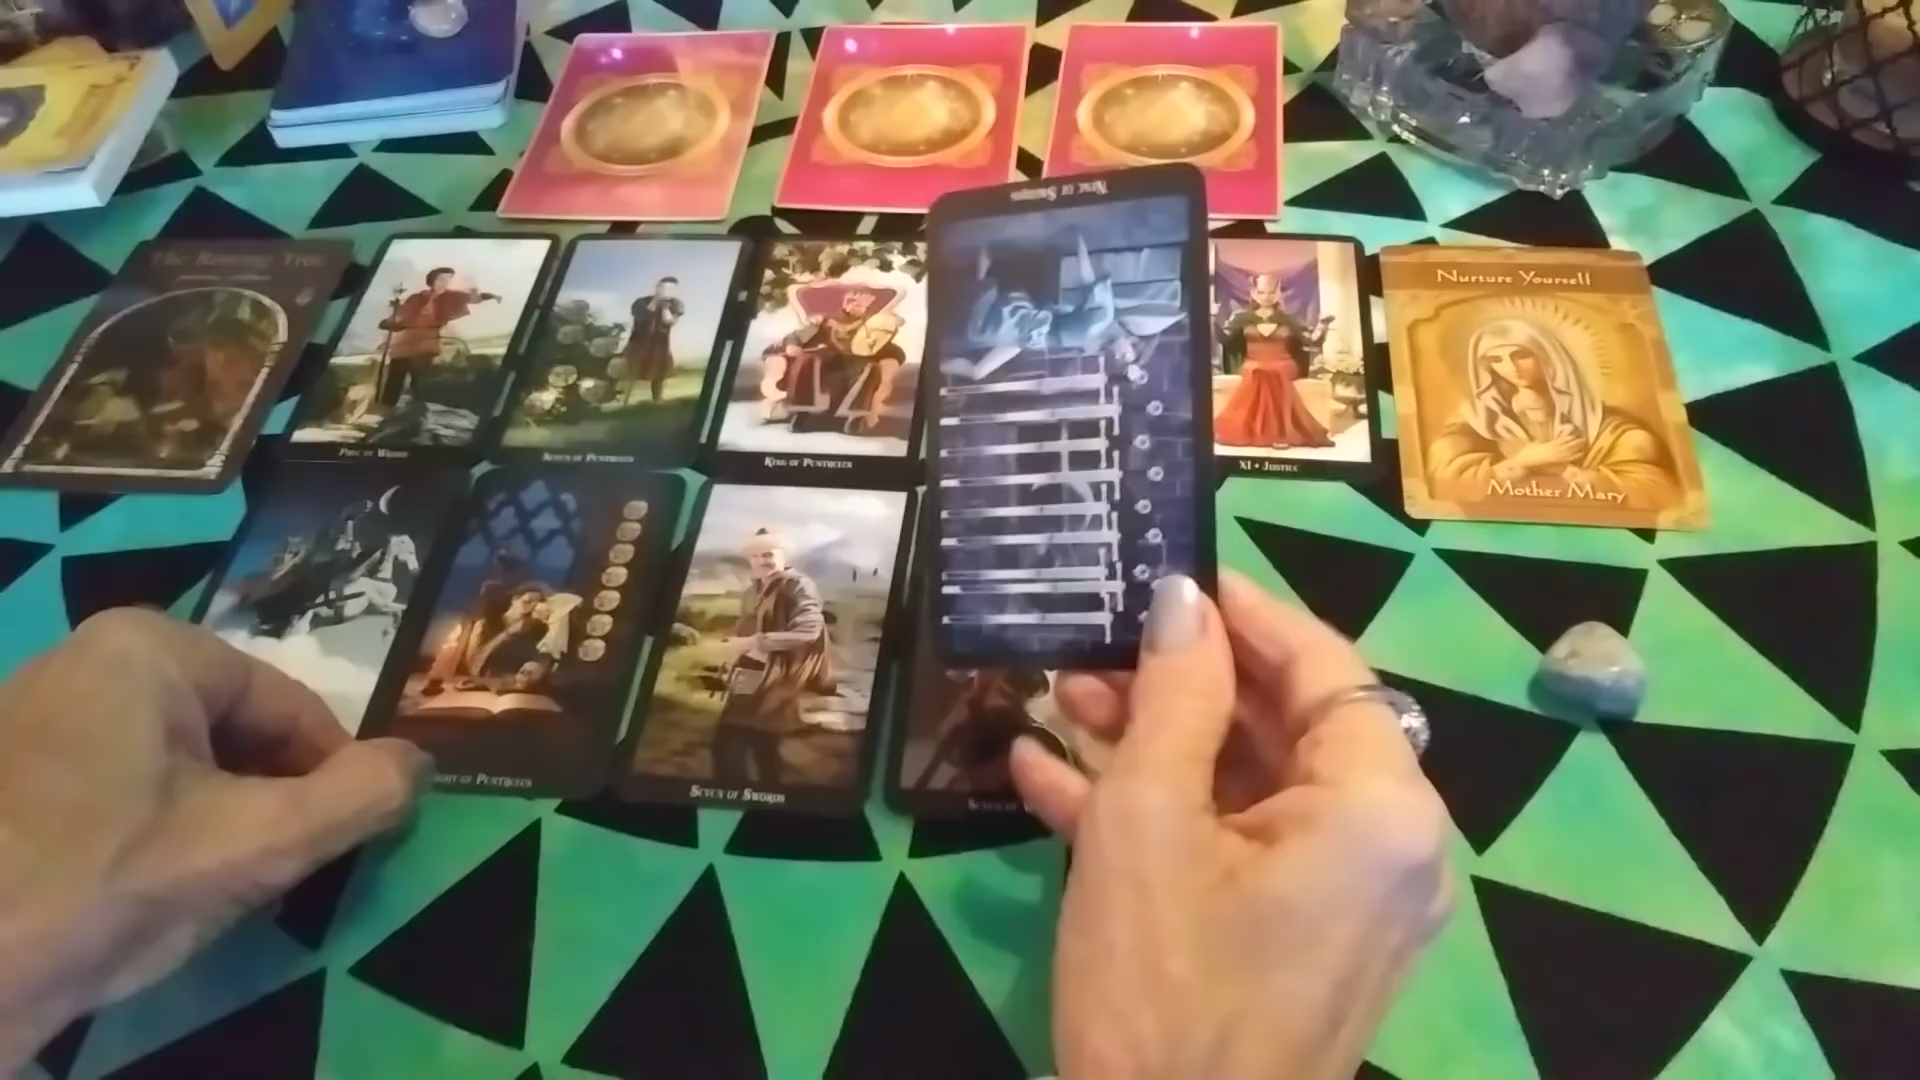 Nine of Swords
Nurture Yourself
Page of Wands
Seven of Pentacles
King of Pentacles
XI • Justice
Mother Mary
Eight of Pentacles
Seven of Swords